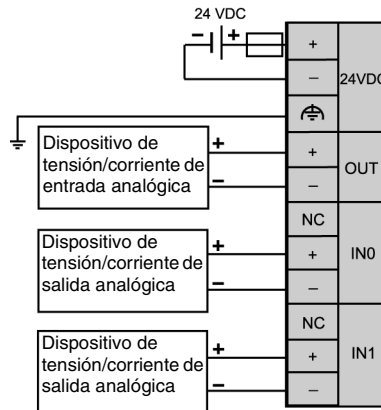 24 VDC
− + +
− 24VDC
Dispositivo de
tensión/corriente de
entrada analógica
+ +
− −
OUT
NC
Dispositivo de
tensión/corriente de
salida analógica
+ +
− −
IN0
NC
Dispositivo de
tensión/corriente de
salida analógica
+ +
− −
IN1